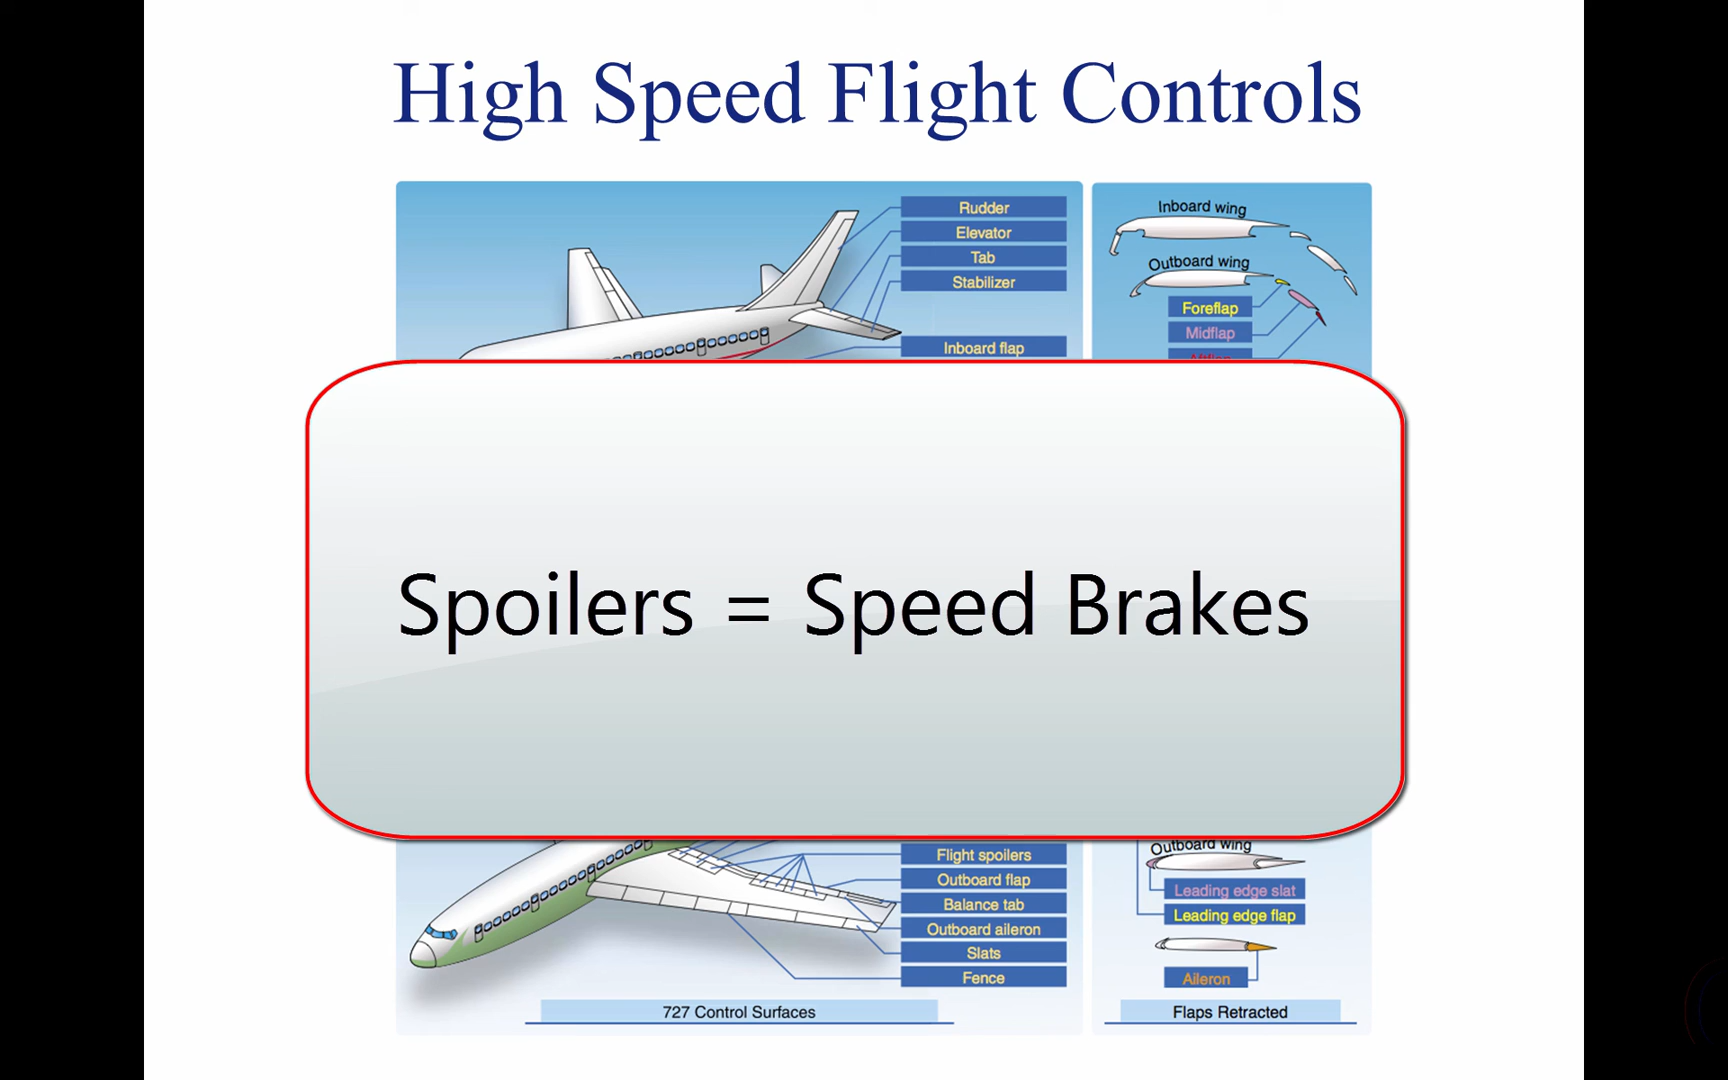 High Speed Flight Controls
Rudder
Elevator
Tab
Stabilizer
Inboard flap
Inboard wing
Outboard wing
Foreflap
Midflap
Spoilers = Speed Brakes
Flight spoilers
Outboard flap
Balance tab
Outboard aileron
Slats
Fence
727 Control Surfaces
Outboard wing
Leading edge slat
Leading edge flap
Aileron
Flaps Retracted